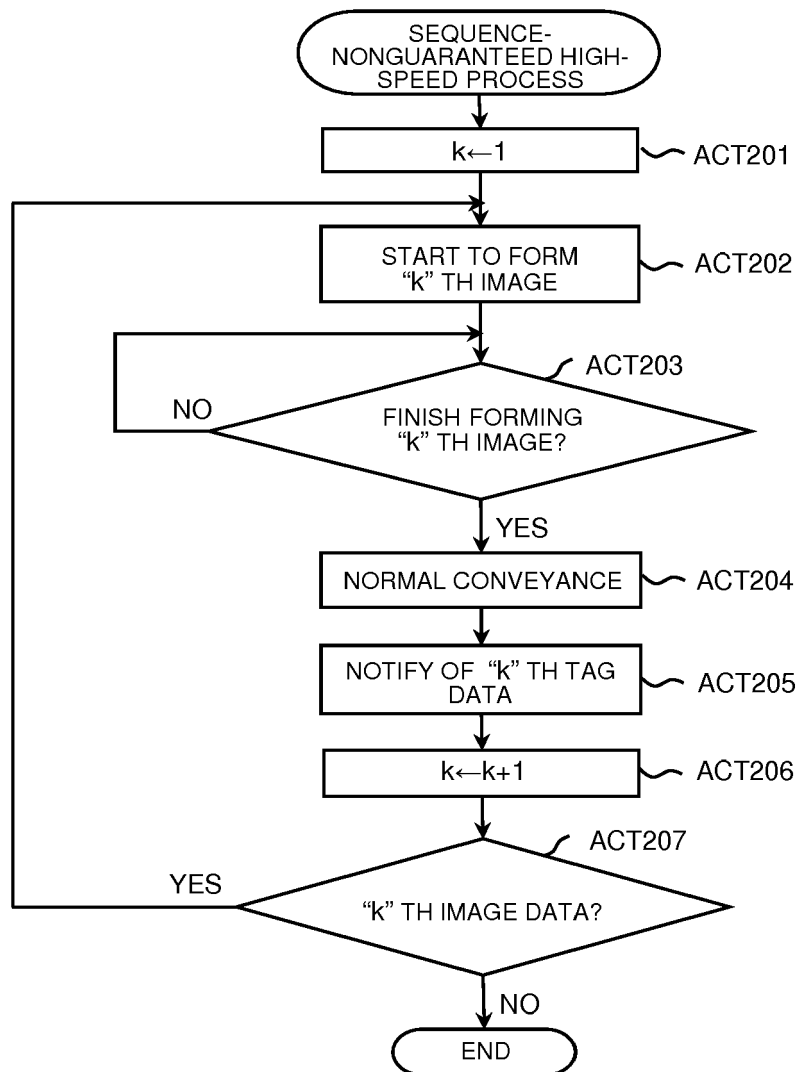 SEQUENCE-
NONGUARANTEED HIGH-
SPEED PROCESS
k←1
ACT201
START TO FORM
“k” TH IMAGE
ACT202
ACT203
NO
FINISH FORMING
“k” TH IMAGE?
YES
NORMAL CONVEYANCE
ACT204
NOTIFY OF “k” TH TAG
DATA
ACT205
k←k+1
ACT206
ACT207
YES
“k” TH IMAGE DATA?
NO
END